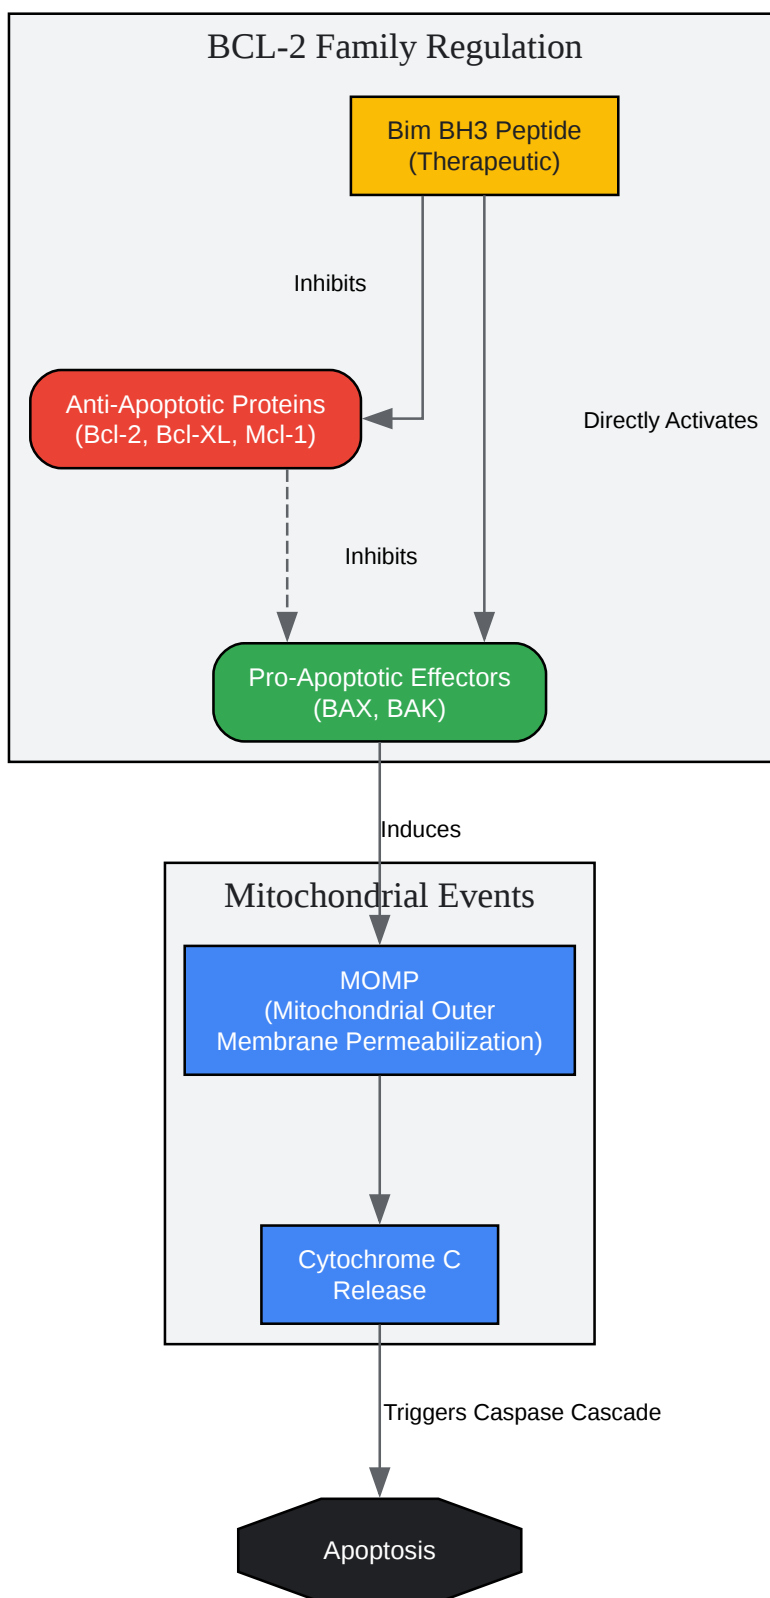 BCL-2 Family Regulation
Bim BH3 Peptide
(Therapeutic)
Inhibits
Anti-Apoptotic Proteins
(Bcl-2, Bcl-XL, Mcl-1)
Directly Activates
Inhibits
Pro-Apoptotic Effectors
(BAX, BAK)
Induces
Mitochondrial Events
MOMP
(Mitochondrial Outer
Membrane Permeabilization)
Cytochrome C
Release
Triggers Caspase Cascade
Apoptosis